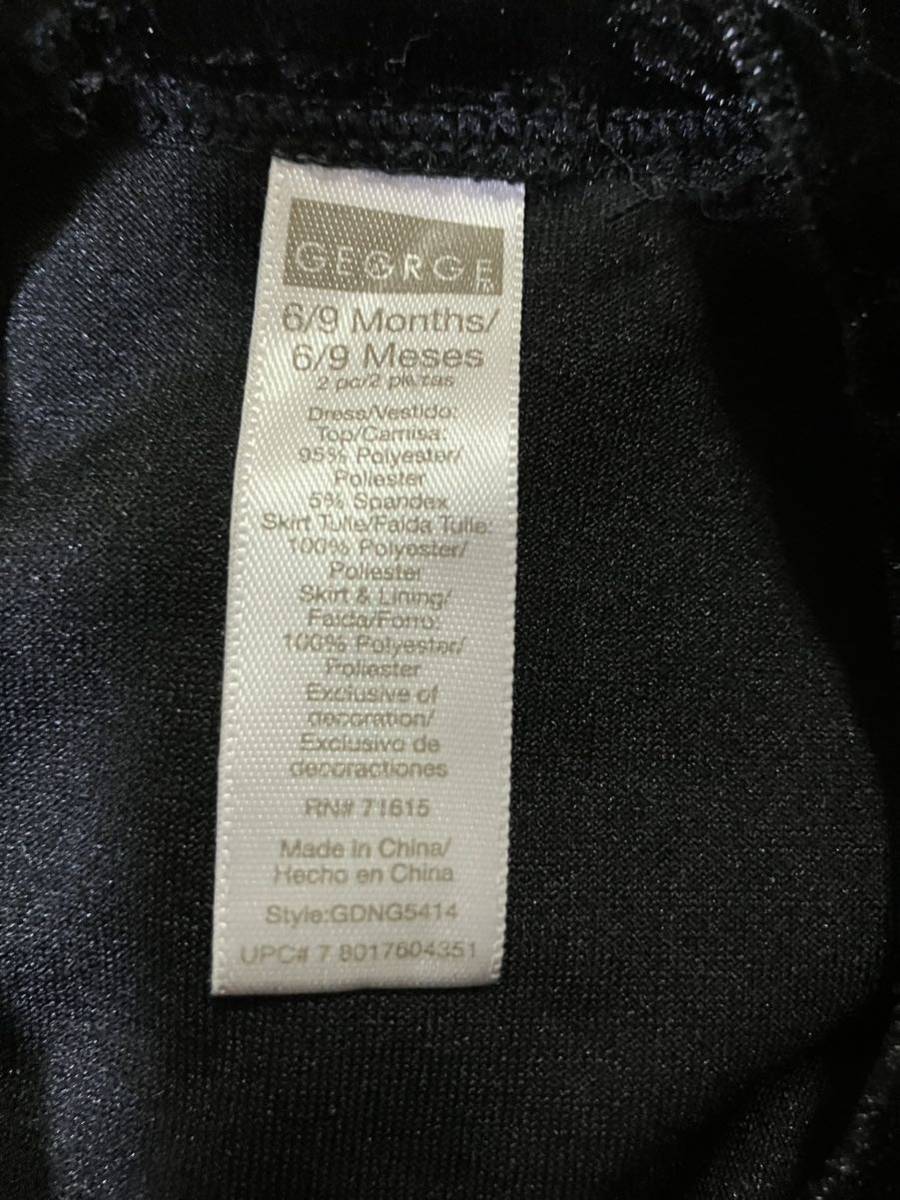 GEORGE
6/9 Months/
6/9 Meses
2 pc/2 piezas
Dress/Vestido:
Top/Camisa:
95% Polyester/
Poliester
5% Spandex
Skirt Tulle/Falda Tulle:
100% Polyester/
Poliester
Skirt & Lining/
Falda/Forro:
100% Polyester/
Poliester
Exclusive of
decoration/
Exclusivo de
decoractiones
RN# 71615
Made in China/
Hecho en China
Style:GDNG5414
UPC# 7 8017604351